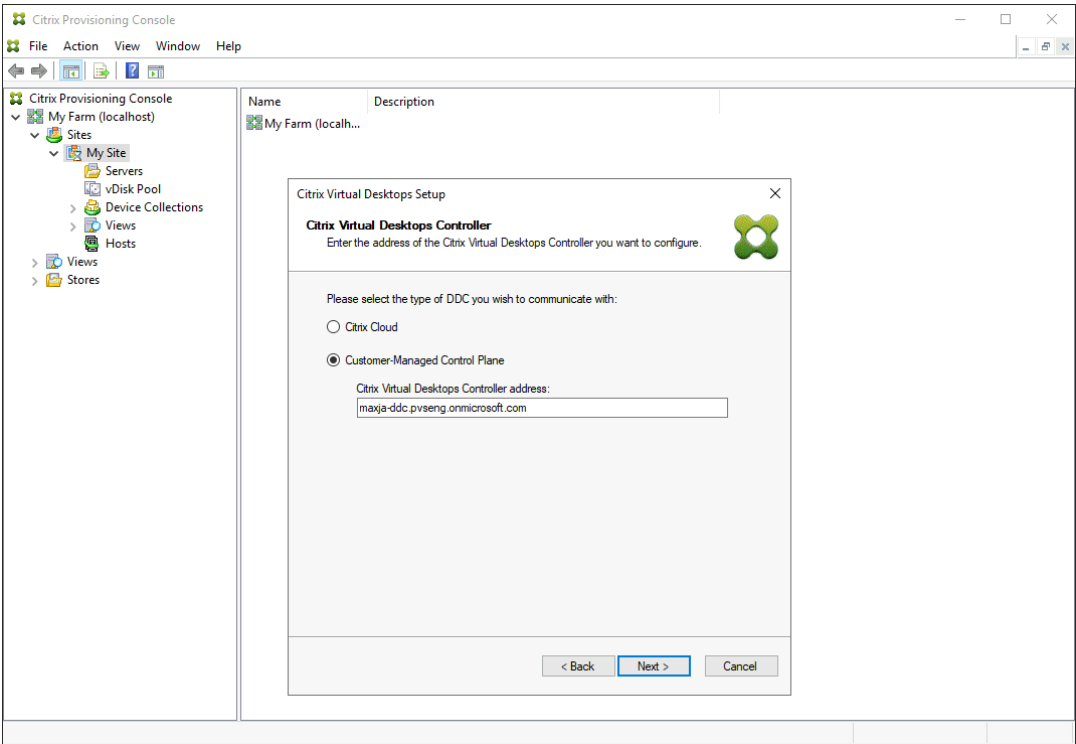 Citrix Provisioning Console
File Action View Window Help
Citrix Provisioning Console
My Farm (localhost)
Sites
My Site
Servers
vDisk Pool
Device Collections
Views
Hosts
Views
Stores
Name Description
My Farm (localh...
Citrix Virtual Desktops Setup
Citrix Virtual Desktops Controller
Enter the address of the Citrix Virtual Desktops Controller you want to configure.
Please select the type of DDC you wish to communicate with:
Citrix Cloud
Customer-Managed Control Plane
Citrix Virtual Desktops Controller address:
maxja-ddc.pvseng.onmicrosoft.com
< Back Next > Cancel